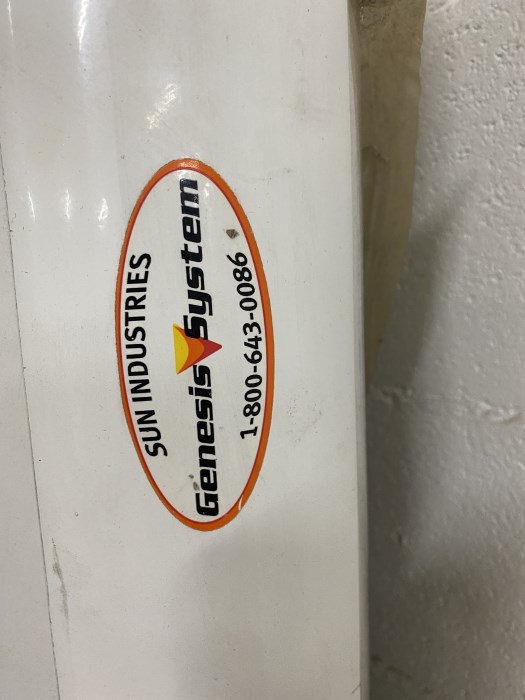 SUN INDUSTRIES
Genesis System
1-800-643-0086